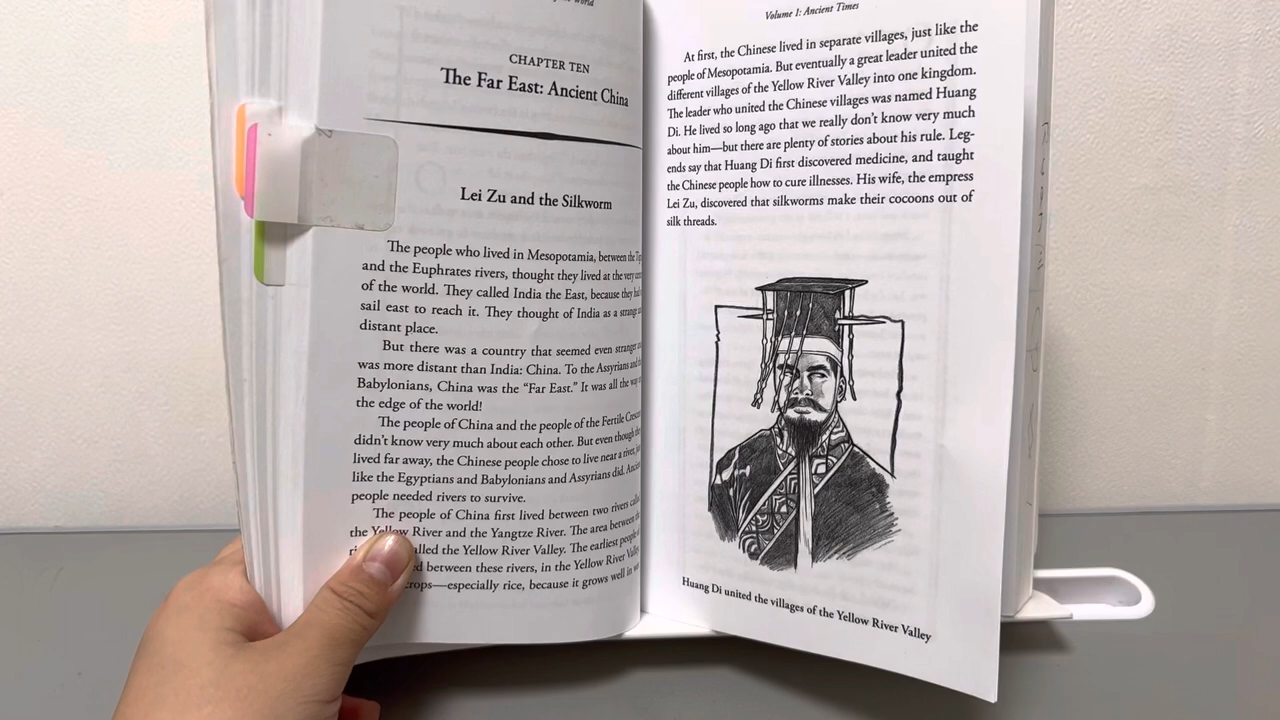 world
CHAPTER TEN
The Far East: Ancient China
Lei Zu and the Silkworm
The people who lived in Mesopotamia, between the
and the Euphrates rivers, thought they lived at the very
of the world. They called India the East, because they
sail east to reach it. They thought of India as a strange
distant place.
But there was a country that seemed even stranger
was more distant than India: China. To the Assyrians and
Babylonians, China was the “Far East.” It was all the way
the edge of the world!
The people of China and the people of the Fertile
didn’t know very much about each other. But even though
lived far away, the Chinese people chose to live near a river,
like the Egyptians and Babylonians and Assyrians did.
people needed rivers to survive.
The people of China first lived between two rivers
the Yellow River and the Yangtze River. The area between
called the Yellow River Valley. The earliest
between these rivers, in the Yellow River Valley
crops—especially rice, because it grows well in
Volume 1: Ancient Times
At first, the Chinese lived in separate villages, just like the
people of Mesopotamia. But eventually a great leader united the
different villages of the Yellow River Valley into one kingdom.
The leader who united the Chinese villages was named Huang
Di. He lived so long ago that we really don’t know very much
about him—but there are plenty of stories about his rule. Leg-
ends say that Huang Di first discovered medicine, and taught
the Chinese people how to cure illnesses. His wife, the empress
Lei Zu, discovered that silkworms make their cocoons out of
silk threads.
Huang Di united the villages of the Yellow River Valley